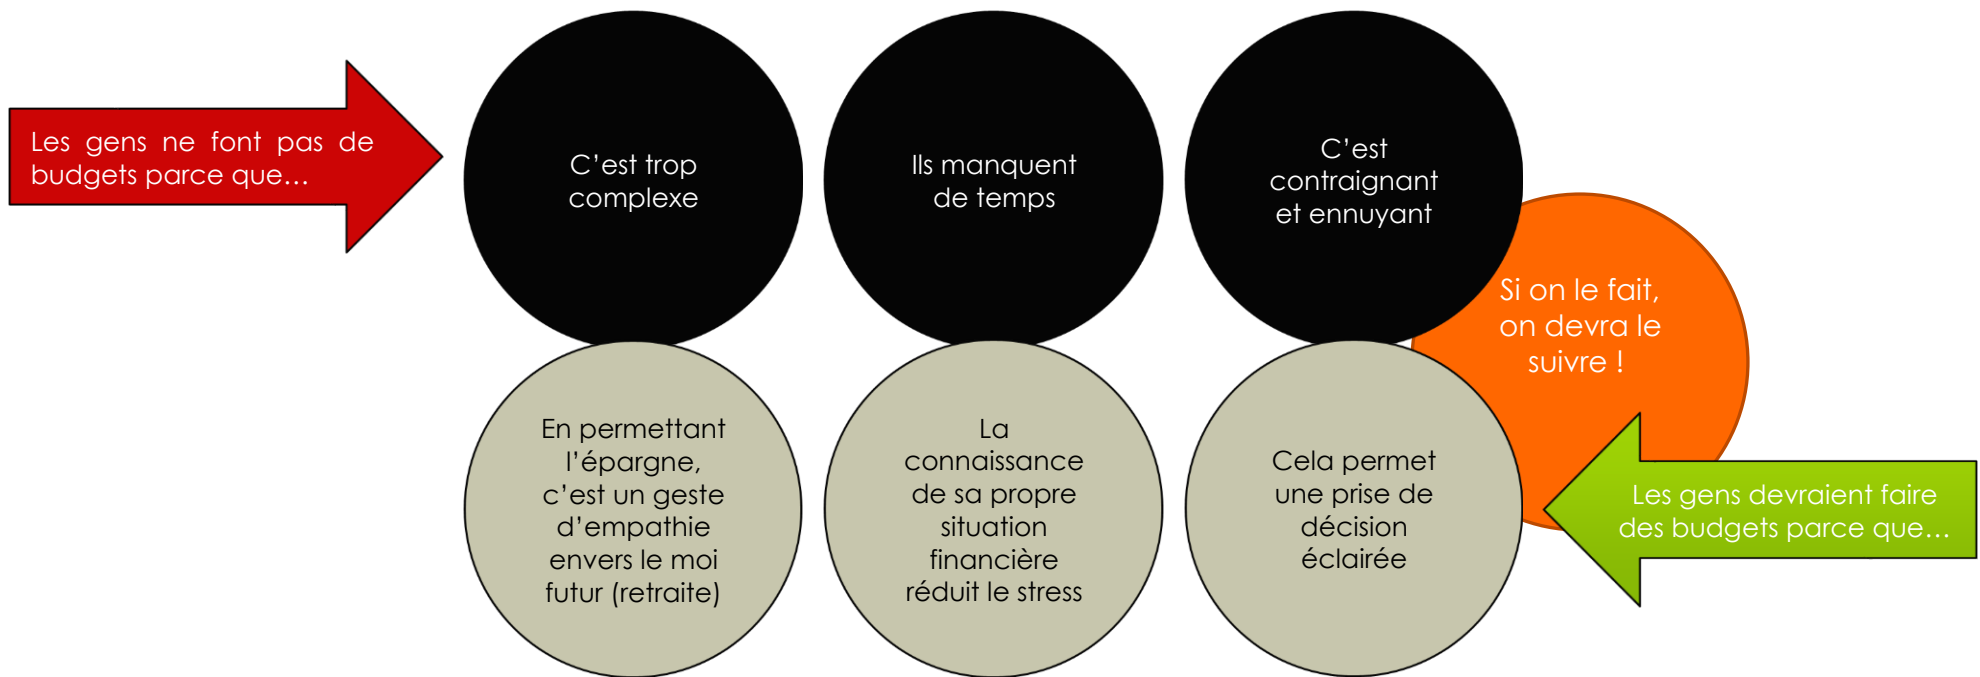 Les gens ne font pas de
budgets parce que…
C’est trop
complexe
Ils manquent
de temps
C’est
contraignant
et ennuyant
Si on le fait,
on devra le
suivre !
En permettant
l’épargne,
c’est un geste
d’empathie
envers le moi
futur (retraite)
La
connaissance
de sa propre
situation
financière
réduit le stress
Cela permet
une prise de
décision
éclairée
Les gens devraient faire
des budgets parce que…